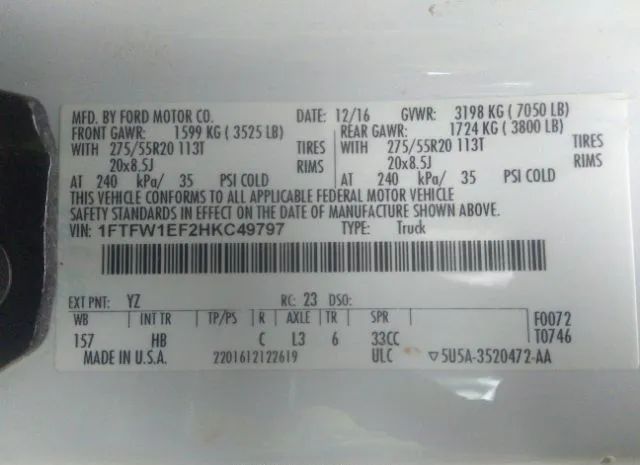 MFD. BY FORD MOTOR CO. DATE: 12/16 GVWR: 3198 KG ( 7050 LB)
FRONT GAWR: 1599 KG ( 3525 LB) REAR GAWR: 1724 KG ( 3800 LB)
WITH 275/55R20 113T TIRES WITH 275/55R20 113T TIRES
20x8.5J RIMS 20x8.5J RIMS
AT 240 kPa/ 35 PSI COLD AT 240 kPa/ 35 PSI COLD
THIS VEHICLE CONFORMS TO ALL APPLICABLE FEDERAL MOTOR VEHICLE
SAFETY STANDARDS IN EFFECT ON THE DATE OF MANUFACTURE SHOWN ABOVE.
VIN: 1FTFW1EF2HKC49797 TYPE: Truck
EXT PNT: YZ RC: 23 DSO:
WB INT TR TP/PS R AXLE TR SPR F0072
157 HB C L3 6 33CC T0746
MADE IN U.S.A. 2201612122619 ULC ▽5U5A-3520472-AA